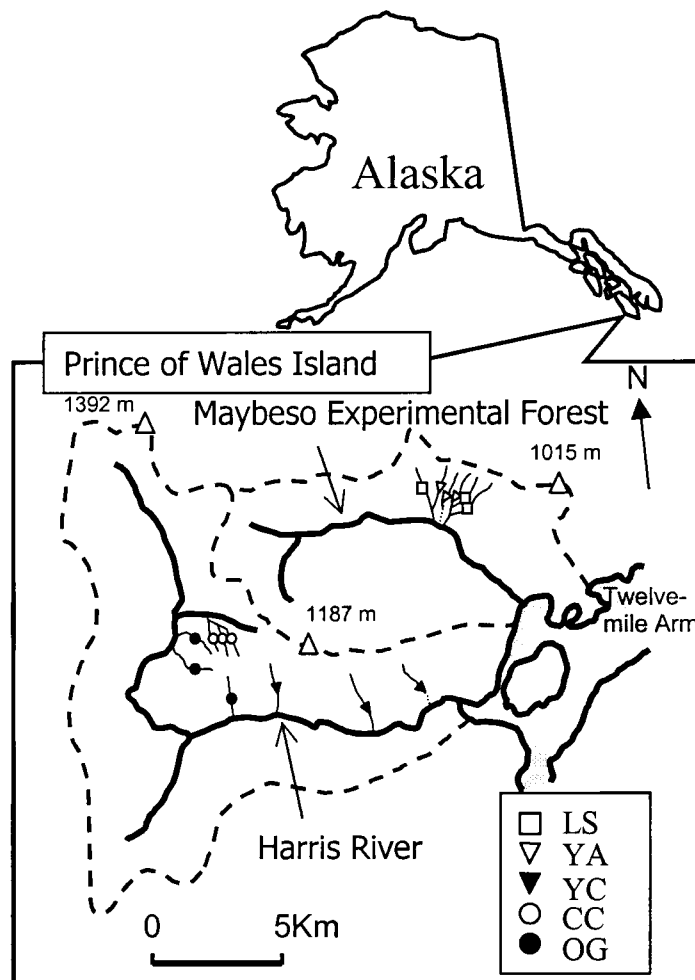 Alaska
Prince of Wales Island
N
1392 m
Maybeso Experimental Forest
1015 m
Twelve-
mile Arm
1187 m
Harris River
0 5Km
LS
YA
YC
CC
OG